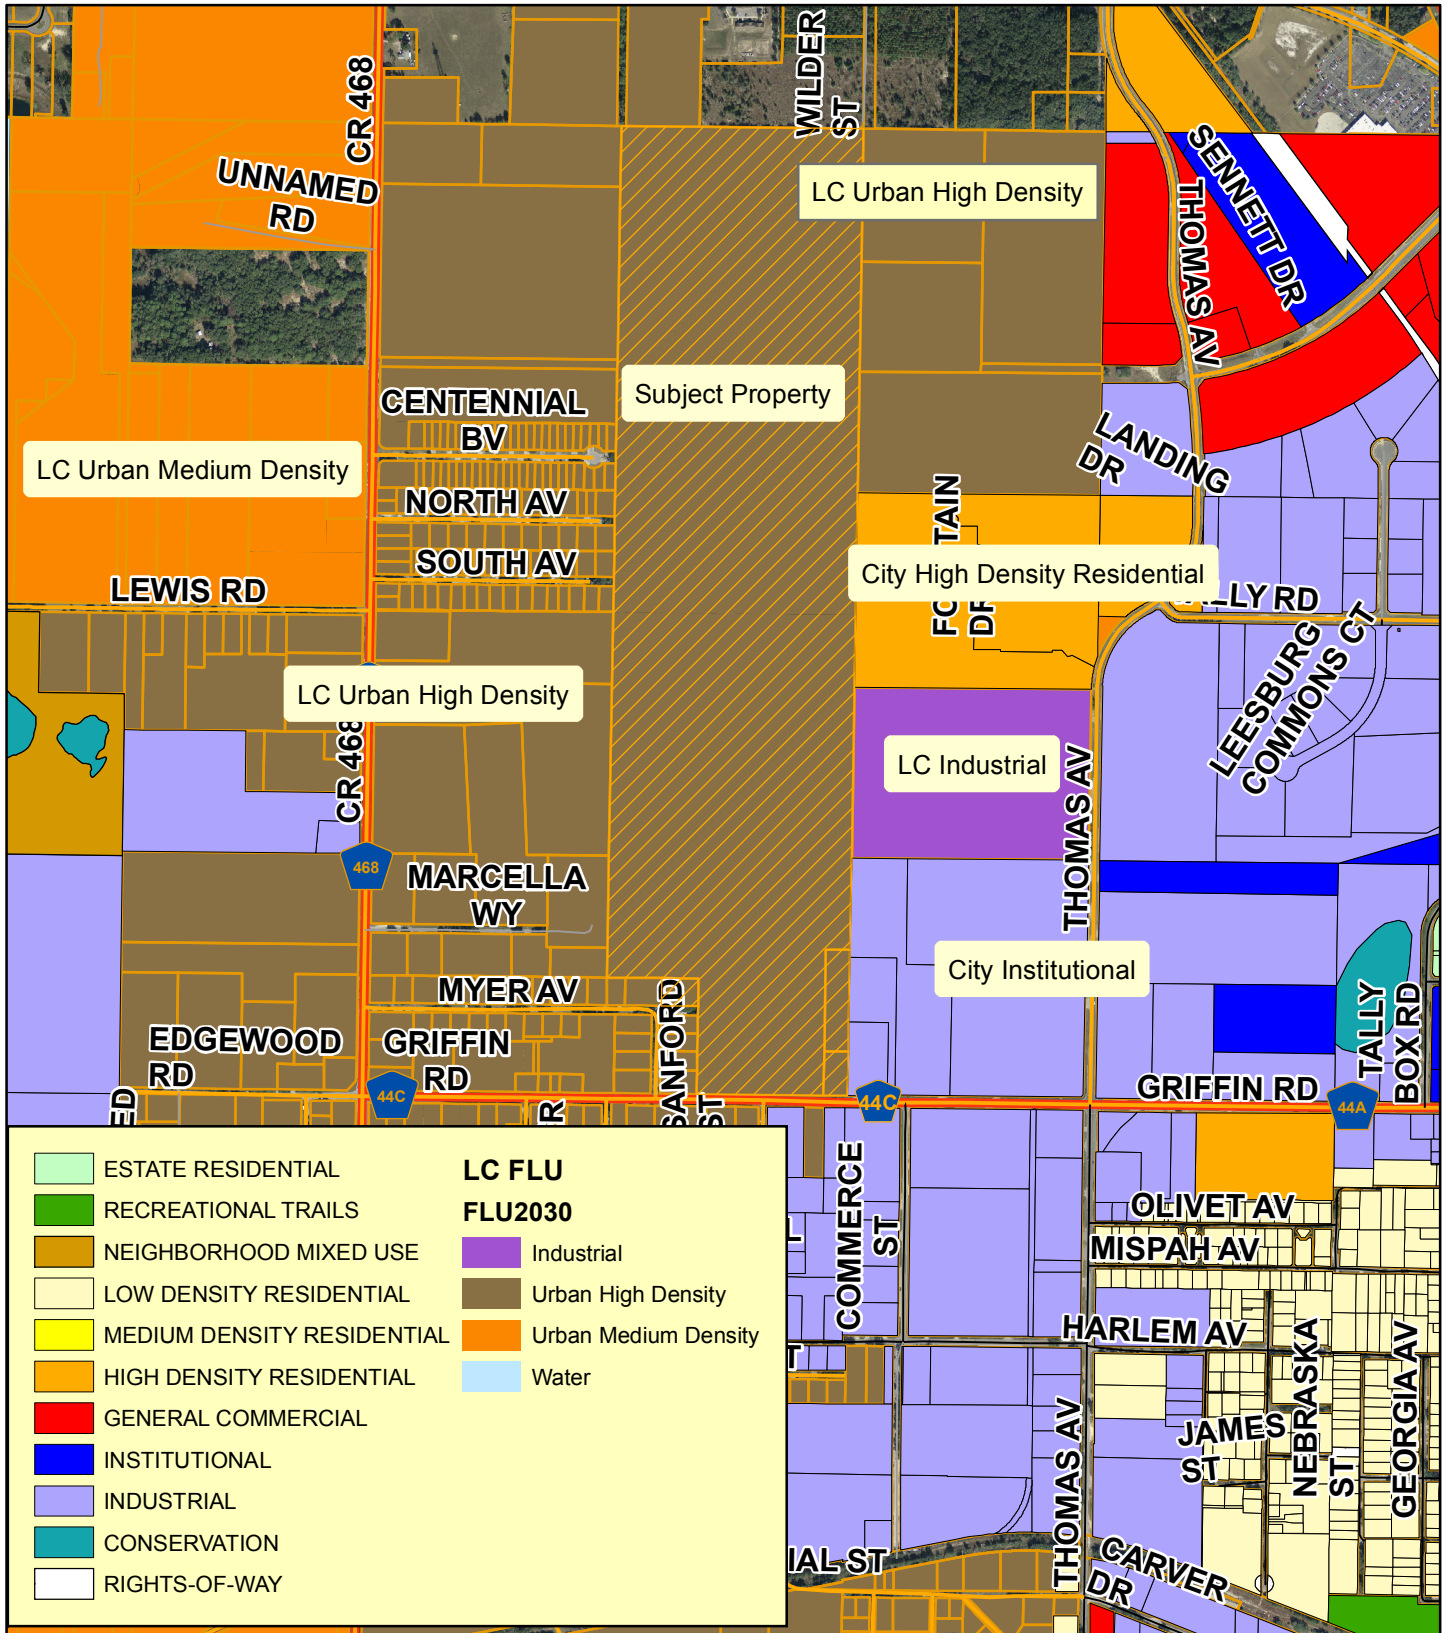 WILDER
ST
CR 468
UNNAMED
RD
SENNETT DR
LC Urban High Density
THOMAS AV
Subject Property
CENTENNIAL
BV
LC Urban Medium Density
LANDING
DR
NORTH AV
SOUTH AV
City High Density Residential
LEWIS RD
LC Urban High Density
LEESBURG
COMMONS CT
CR 468
LC Industrial
THOMAS AV
468
MARCELLA
WY
City Institutional
MYER AV
SANFORD
ST
TALLY
BOX RD
EDGEWOOD
RD
GRIFFIN
RD
GRIFFIN RD
44C
44C
44A
ESTATE RESIDENTIAL
RECREATIONAL TRAILS
NEIGHBORHOOD MIXED USE
LOW DENSITY RESIDENTIAL
MEDIUM DENSITY RESIDENTIAL
HIGH DENSITY RESIDENTIAL
GENERAL COMMERCIAL
INSTITUTIONAL
INDUSTRIAL
CONSERVATION
RIGHTS-OF-WAY
LC FLU
FLU2030
Industrial
Urban High Density
Urban Medium Density
Water
COMMERCE
ST
OLIVET AV
MISPAH AV
HARLEM AV
NEBRASKA
ST
GEORGIA AV
JAMES
ST
THOMAS AV
CARVER
DR
ST